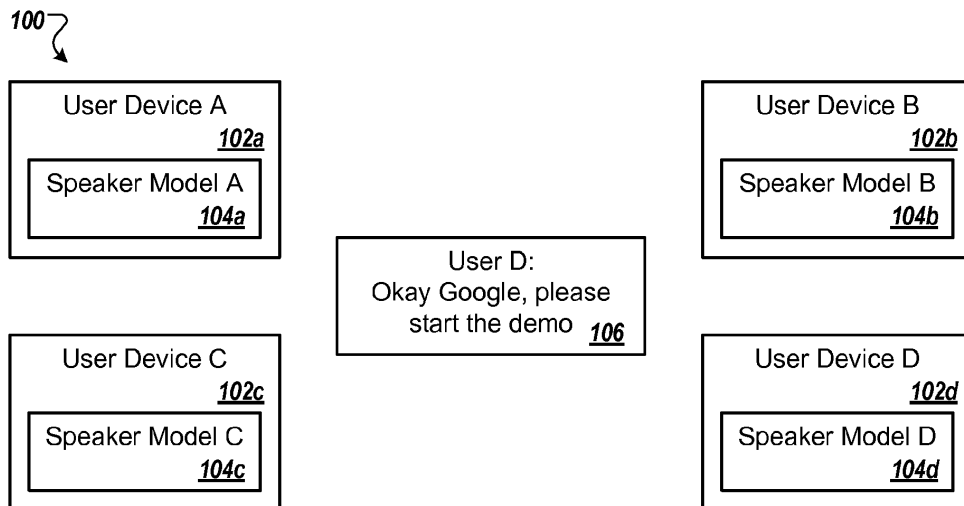 100
User Device A
102a
Speaker Model A
104a
User Device B
102b
Speaker Model B
104b
User D:
Okay Google, please
start the demo 106
User Device C
102c
Speaker Model C
104c
User Device D
102d
Speaker Model D
104d